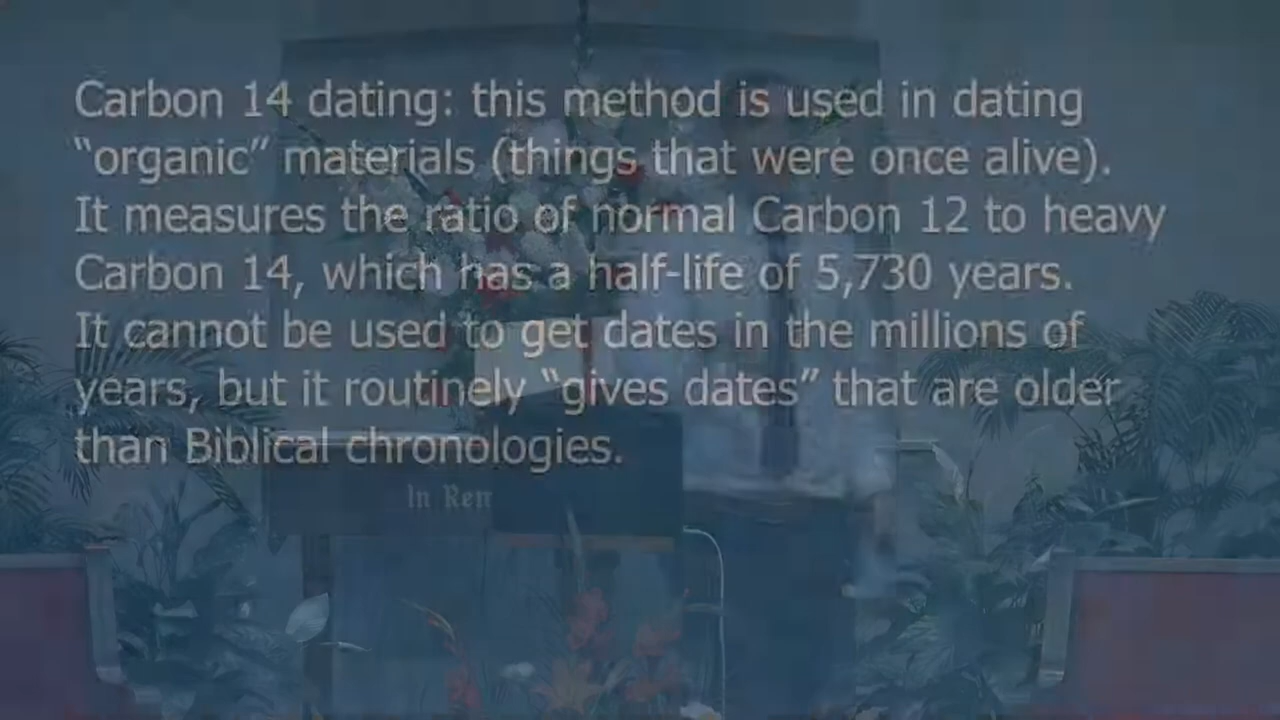 Carbon 14 dating: this method is used in dating
“organic” materials (things that were once alive).
It measures the ratio of normal Carbon 12 to heavy
Carbon 14, which has a half-life of 5,730 years.
It cannot be used to get dates in the millions of
years, but it routinely “gives dates” that are older
than Biblical chronologies.
In Rem